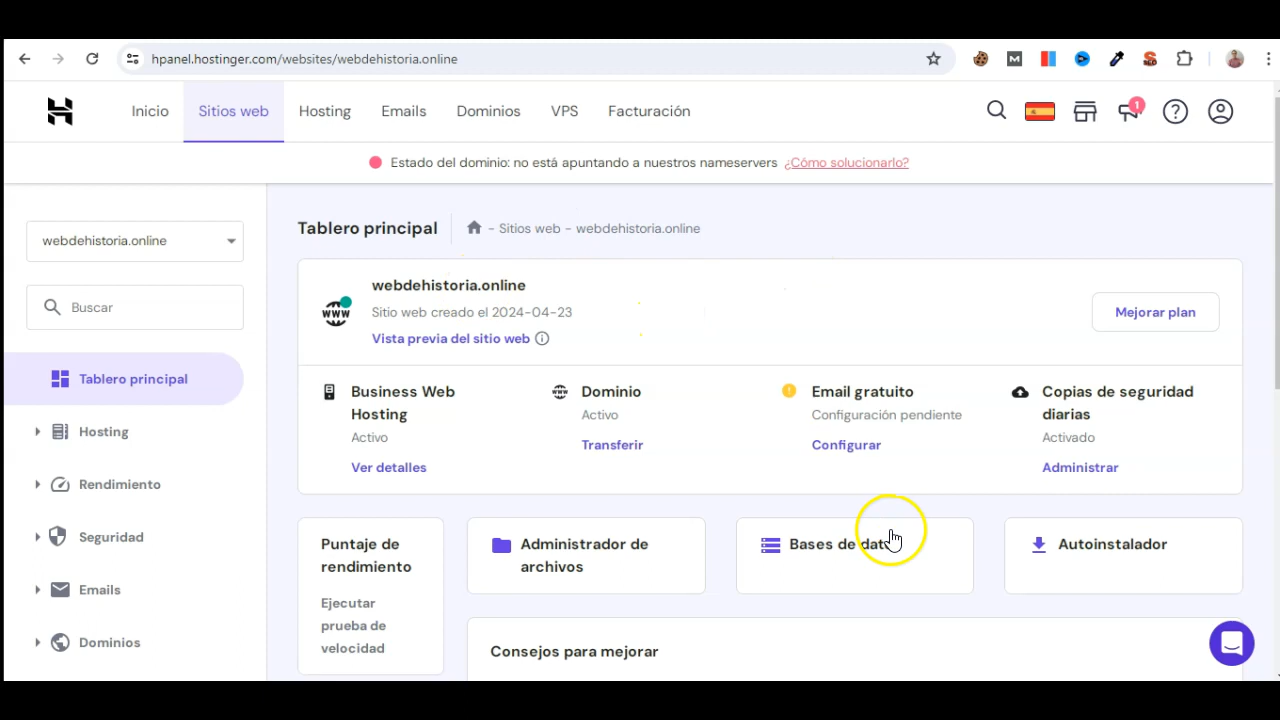 hpanel.hostinger.com/websites/webdehistoria.online
Inicio
Sitios web
Hosting
Emails
Dominios
VPS
Facturación
1
Estado del dominio: no está apuntando a nuestros nameservers ¿Cómo solucionarlo?
webdehistoria.online
Buscar
Tablero principal
Hosting
Rendimiento
Seguridad
Emails
Dominios
Tablero principal
- Sitios web - webdehistoria.online
webdehistoria.online
Sitio web creado el 2024-04-23
Vista previa del sitio web
Mejorar plan
Business Web
Hosting
Activo
Ver detalles
Dominio
Activo
Transferir
Email gratuito
Configuración pendiente
Configurar
Copias de seguridad
diarias
Activado
Administrar
Puntaje de
rendimiento
Ejecutar
prueba de
velocidad
Administrador de
archivos
Bases de
Autoinstalador
Consejos para mejorar